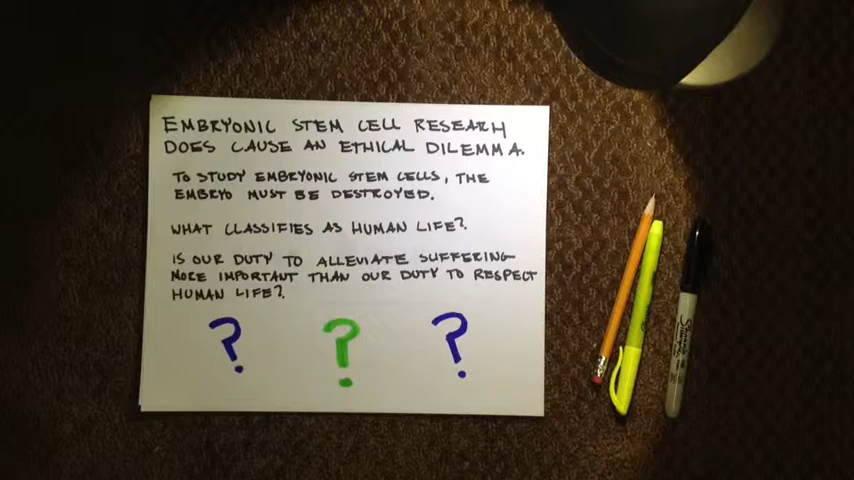 EMBRYONIC STEM CELL RESEARH
DOES CAUSE AN ETHICAL DILEMMA.
TO STUDY EMBRYONIC STEM CELLS, THE
EMBRYO MUST BE DESTROYED.
WHAT CLASSIFIES AS HUMAN LIFE?
IS OUR DUTY TO ALLEVIATE SUFFERING
MORE IMPORTANT THAN OUR DUTY TO RESPECT
HUMAN LIFE?
? ? ?
Sharpie